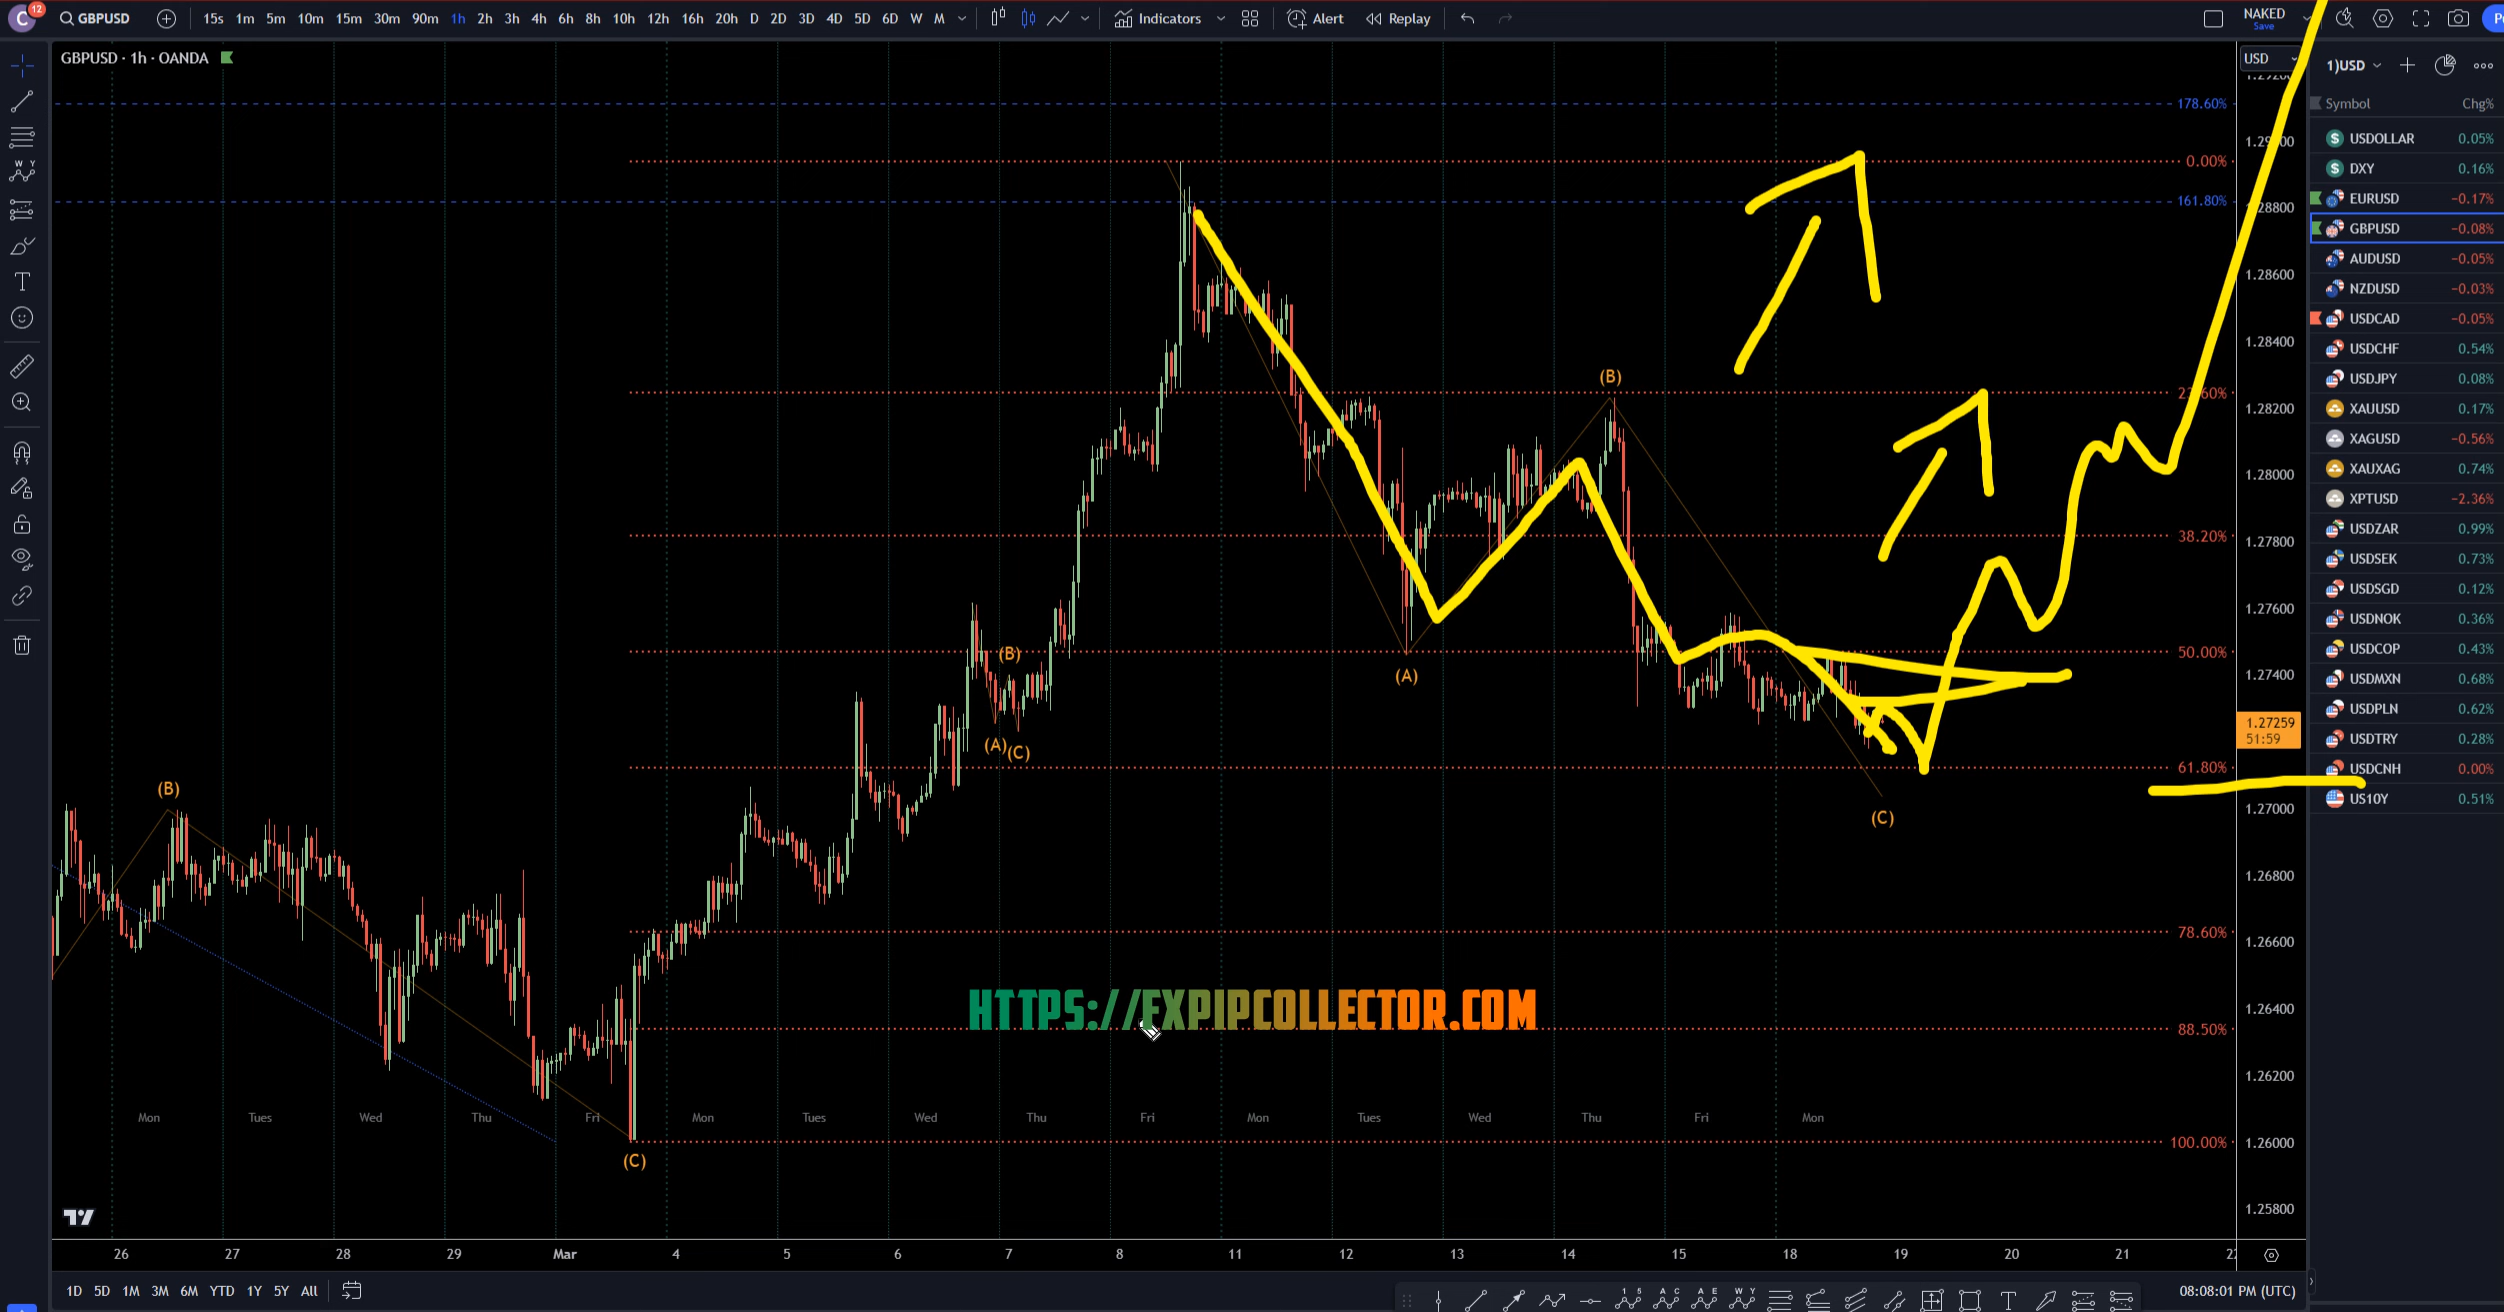 C 12 GBPUSD 15s 1m 5m 10m 15m 30m 90m 1h 2h 3h 4h 6h 8h 10h 12h 16h 20h D 2D 3D 4D 5D 6D W M Indicators Alert Replay NAKED
Save
GBPUSD · 1h · OANDA
USD
1)USD
Symbol Chg%
USDOLLAR 0.05%
DXY 0.16%
EURUSD -0.17%
GBPUSD -0.08%
AUDUSD -0.05%
NZDUSD -0.03%
USDCAD -0.05%
USDCHF 0.54%
USDJPY 0.08%
XAUUSD 0.17%
XAGUSD -0.56%
XAUXAG 0.74%
XPTUSD -2.36%
USDZAR 0.99%
USDSEK 0.73%
USDSGD 0.12%
USDNOK 0.36%
USDCOP 0.43%
USDMXN 0.68%
USDPLN 0.62%
USDTRY 0.28%
USDCNH 0.00%
US10Y 0.51%
178.60%
0.00%
161.80%
38.20%
50.00%
61.80%
78.60%
88.50%
100.00%
1.28600
1.28400
1.28200
1.28000
1.27800
1.27600
1.27400
1.27259
51:59
1.27000
1.26800
1.26600
1.26400
1.26200
1.26000
1.25800
(B)
(B)
(A)
(A)
(C)
(B)
(C)
(C)
HTTPS://FXPIPCOLLECTOR.COM
Mon Tues Wed Thu Fri Mon Tues Wed Thu Fri Mon Tues Wed Thu Fri Mon
26 27 28 29 Mar 4 5 6 7 8 11 12 13 14 15 18 19 20 21
1D 5D 1M 3M 6M YTD 1Y 5Y All
08:08:01 PM (UTC)